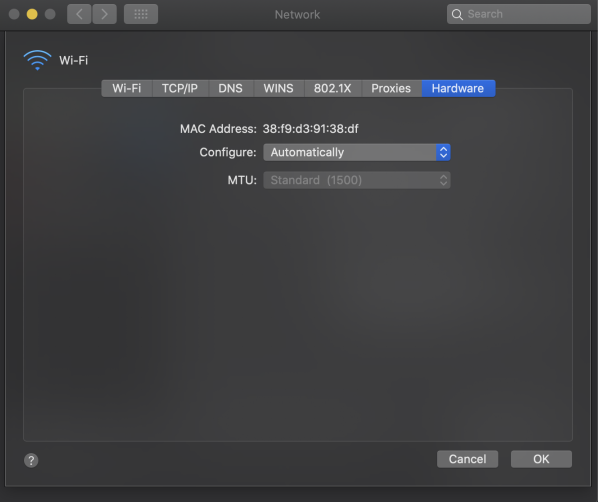 Network
Search
Wi-Fi
Wi-Fi TCP/IP DNS WINS 802.1X Proxies Hardware
MAC Address: 38:f9:d3:91:38:df
Configure: Automatically
MTU: Standard (1500)
? Cancel OK